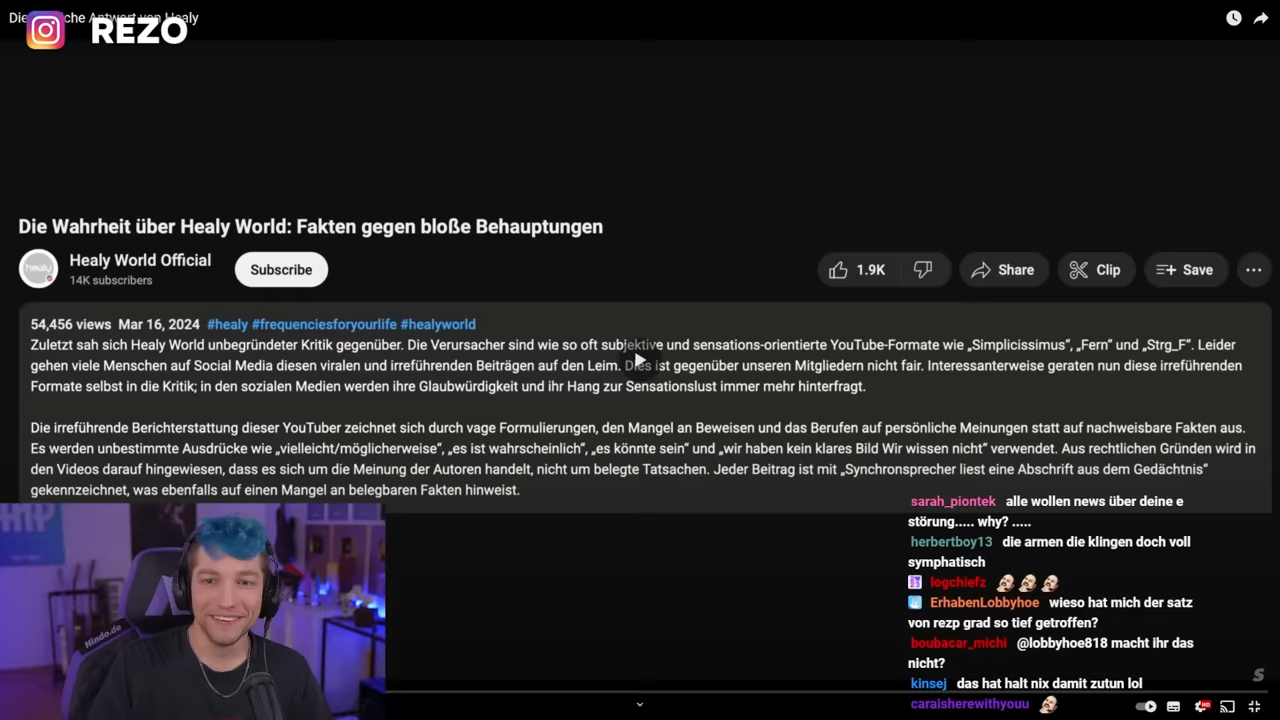 Die
che Antwort von Healy
REZO
Die Wahrheit über Healy World: Fakten gegen bloße Behauptungen
healy
Healy World Official
14K subscribers
Subscribe
1.9K
Share
Clip
Save
54,456 views Mar 16, 2024 #healy #frequenciesforyourlife #healyworld
Zuletzt sah sich Healy World unbegründeter Kritik gegenüber. Die Verursacher sind wie so oft subjektive und sensations-orientierte YouTube-Formate wie „Simplicissimus“, „Fern“ und „Strg_F“. Leider
gehen viele Menschen auf Social Media diesen viralen und irreführenden Beiträgen auf den Leim. Dies ist gegenüber unseren Mitgliedern nicht fair. Interessanterweise geraten nun diese irreführenden
Formate selbst in die Kritik; in den sozialen Medien werden ihre Glaubwürdigkeit und ihr Hang zur Sensationslust immer mehr hinterfragt.
Die irreführende Berichterstattung dieser YouTuber zeichnet sich durch vage Formulierungen, den Mangel an Beweisen und das Berufen auf persönliche Meinungen statt auf nachweisbare Fakten aus.
Es werden unbestimmte Ausdrücke wie „vielleicht/möglicherweise“, „es ist wahrscheinlich“, „es könnte sein“ und „wir haben kein klares Bild Wir wissen nicht“ verwendet. Aus rechtlichen Gründen wird in
den Videos darauf hingewiesen, dass es sich um die Meinung der Autoren handelt, nicht um belegte Tatsachen. Jeder Beitrag ist mit „Synchronsprecher liest eine Abschrift aus dem Gedächtnis“
gekennzeichnet, was ebenfalls auf einen Mangel an belegbaren Fakten hinweist.
sarah_piontek alle wollen news über deine e
störung..... why? .....
herbertboy13 die armen die klingen doch voll
symphatisch
logchiefz
ErhabenLobbyhoe wieso hat mich der satz
von rezp grad so tief getroffen?
boubacar_michi @lobbyhoe818 macht ihr das
nicht?
kinsej das hat halt nix damit zutun lol
caraisherewithyouu
Nindo.de
HD